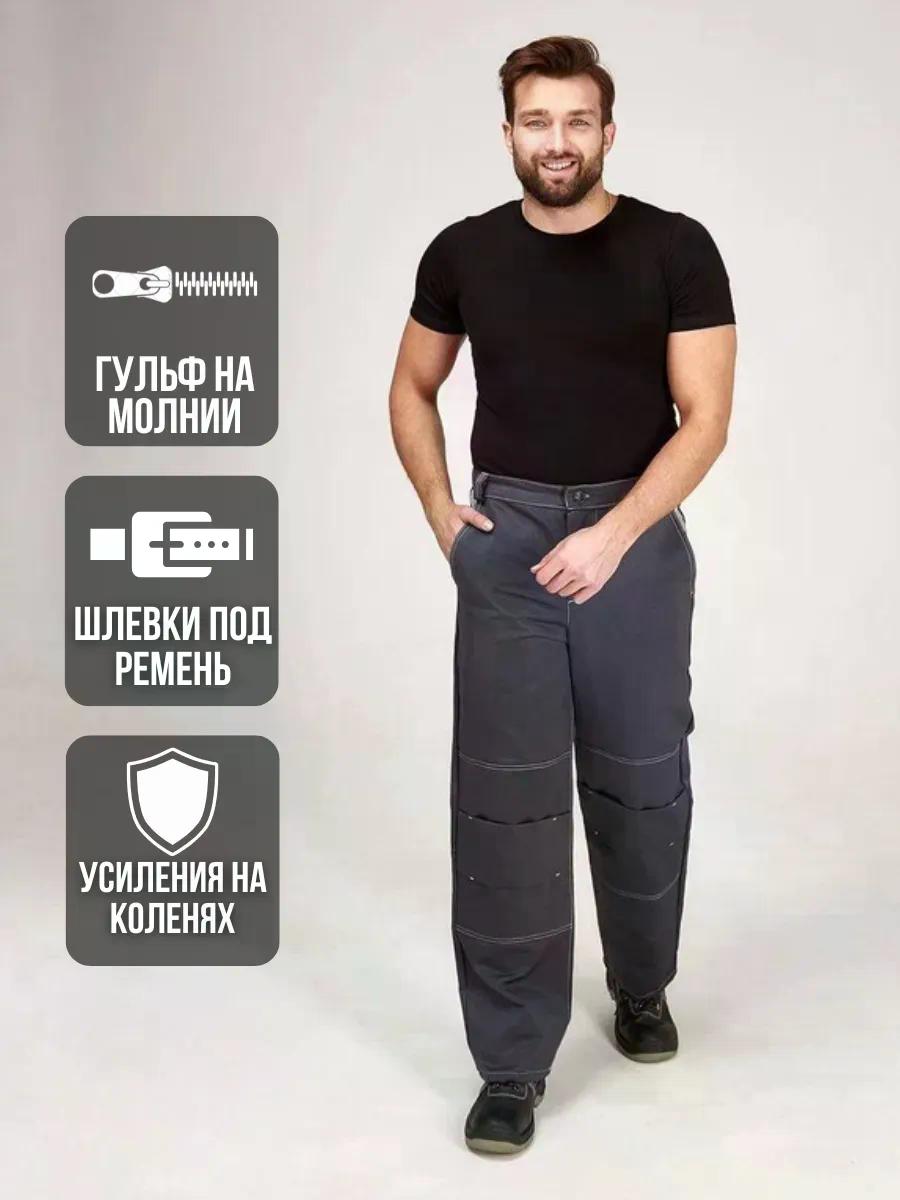 ГУЛЬФ НА
МОЛНИИ
ШЛЕВКИ ПОД
РЕМЕНЬ
УСИЛЕНИЯ НА
КОЛЕНЯХ